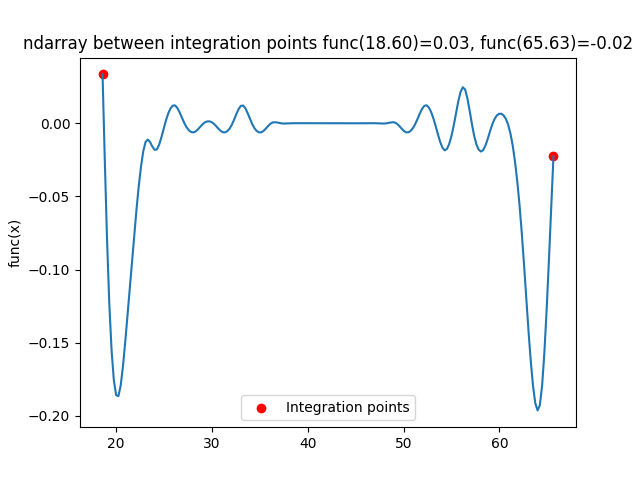 ndarray between integration points func(18.60)=0.03, func(65.63)=-0.02
func(x)
0.00
−0.05
−0.10
−0.15
−0.20
Integration points
20 30 40 50 60